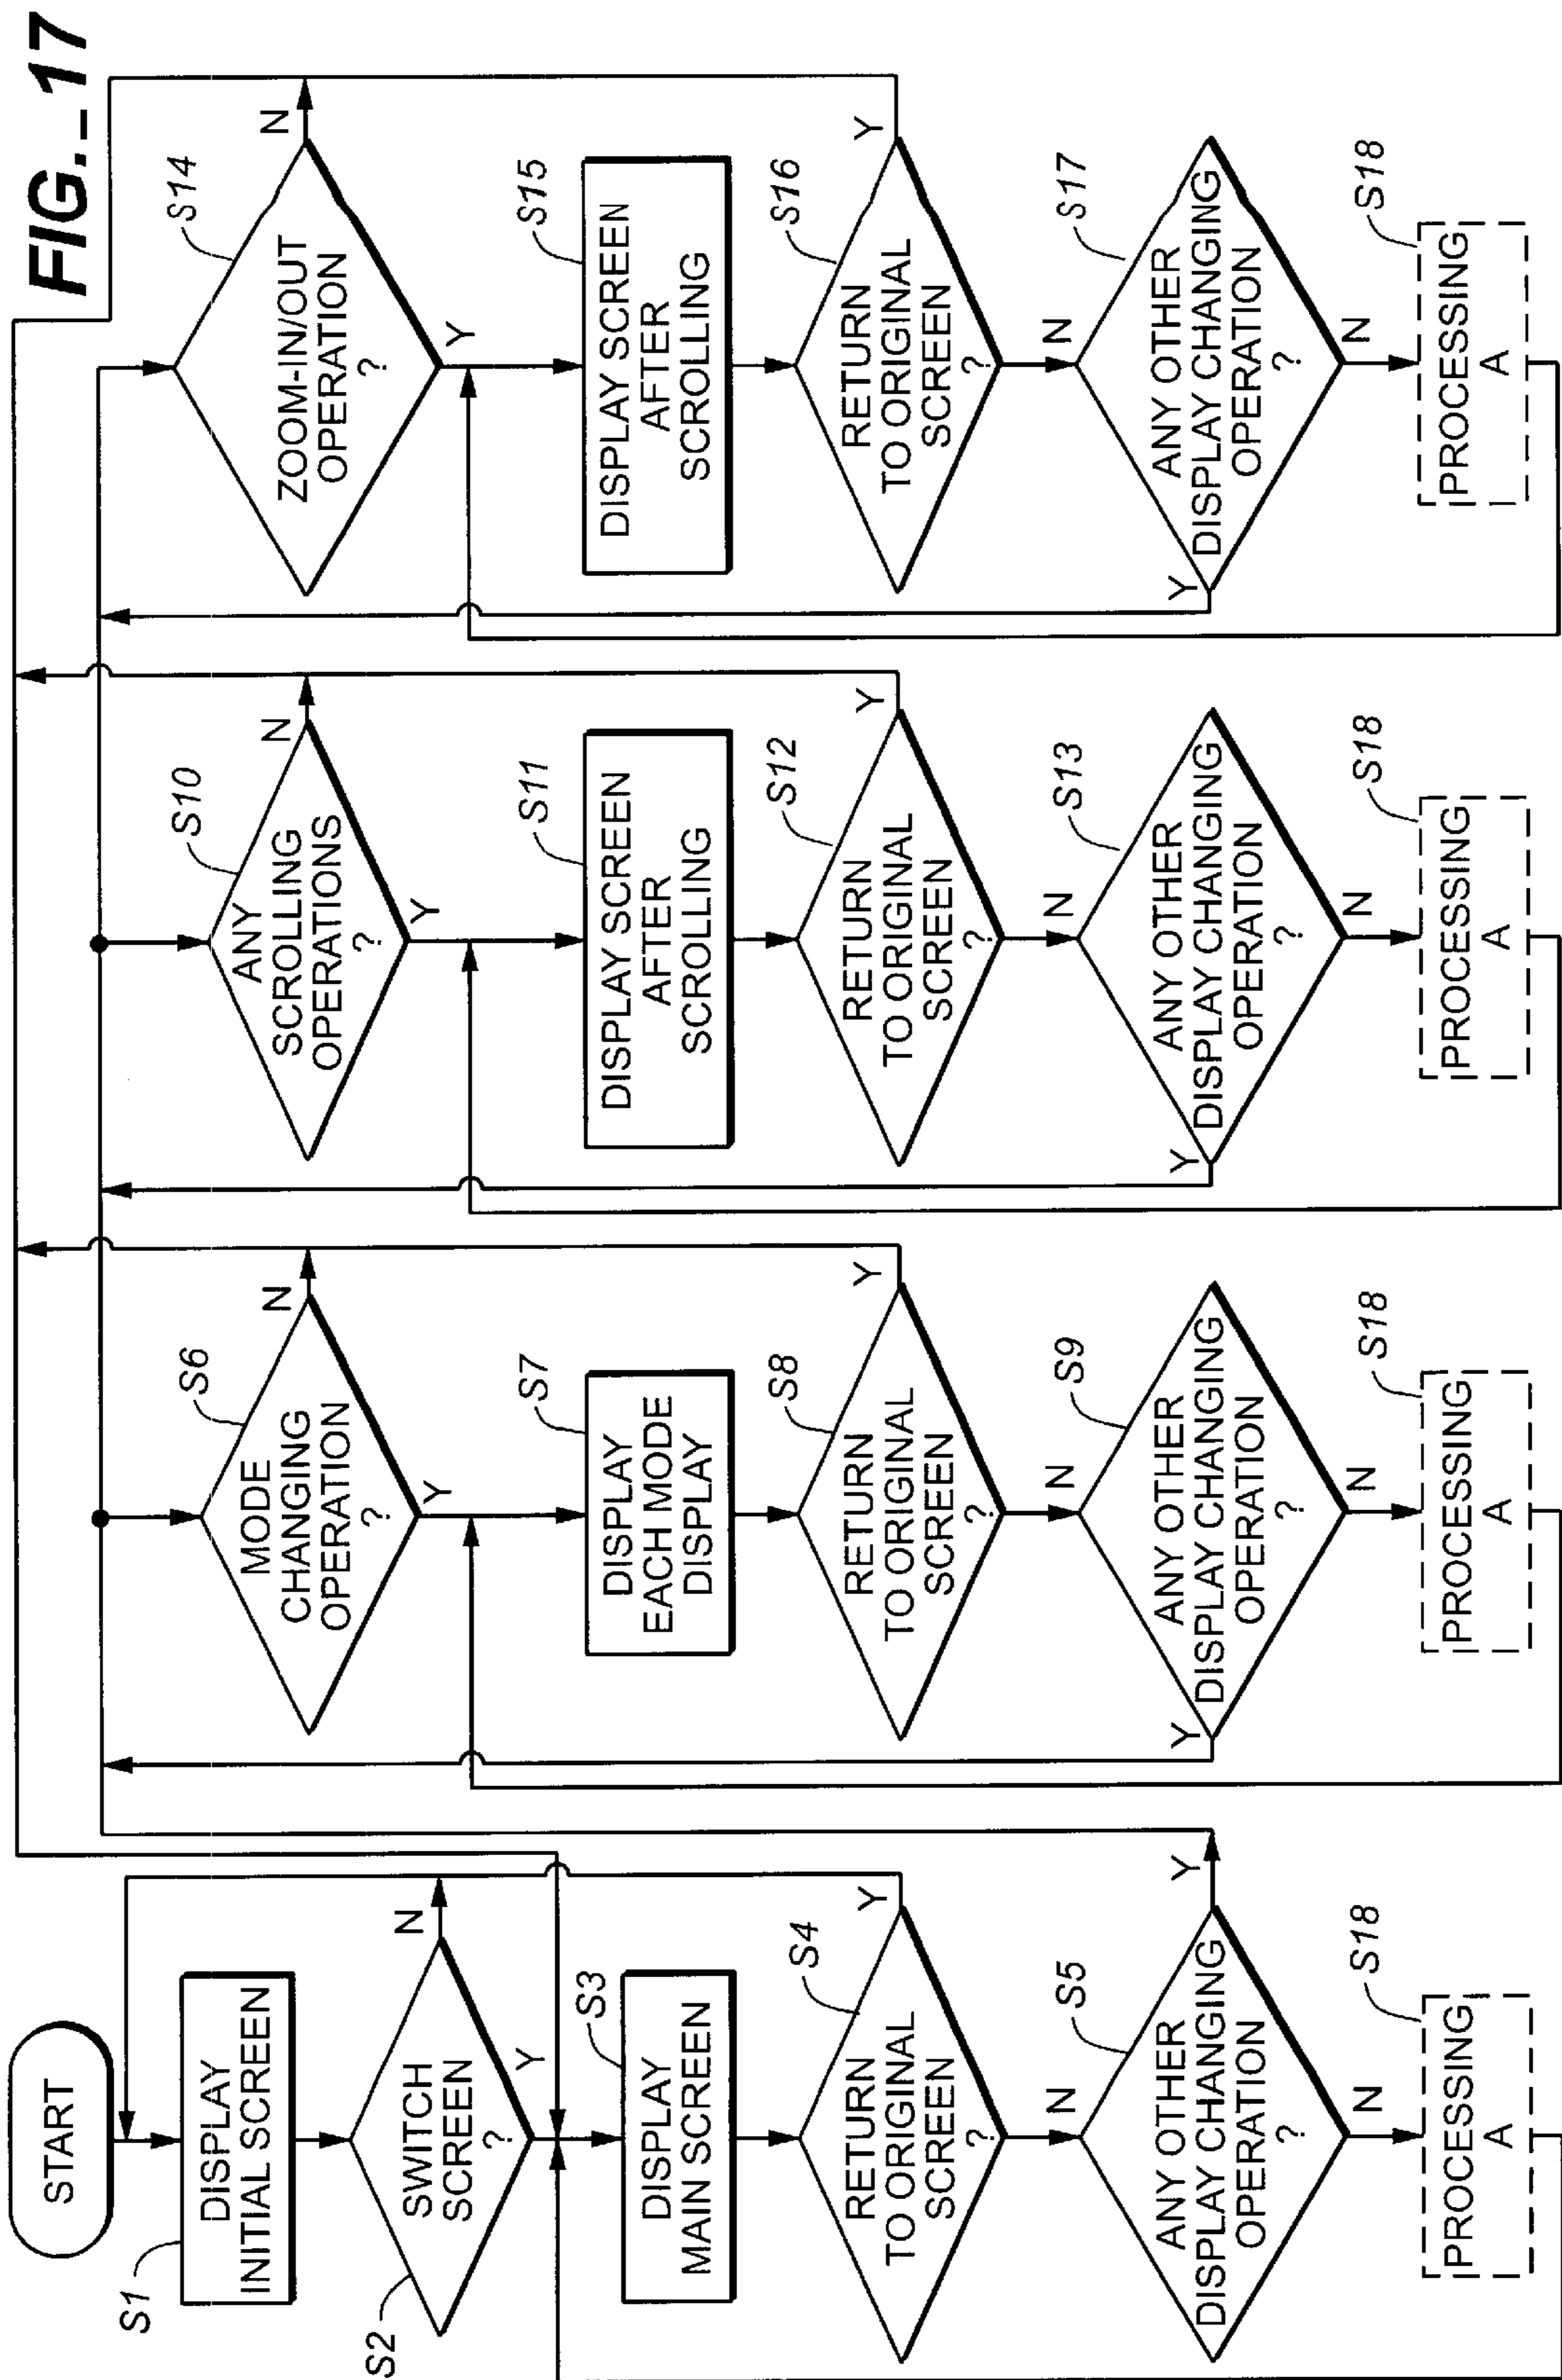 FIG._17
START
S1
DISPLAY
INITIAL SCREEN
S2
SWITCH
SCREEN
?
N
Y
S3
DISPLAY
MAIN SCREEN
S4
RETURN
TO ORIGINAL
SCREEN
?
Y
N
S5
ANY OTHER
DISPLAY CHANGING
OPERATION
?
Y
N
S18
PROCESSING
A
S6
MODE
CHANGING
OPERATION
?
N
Y
S7
DISPLAY
EACH MODE
DISPLAY
S8
RETURN
TO ORIGINAL
SCREEN
?
Y
N
S9
ANY OTHER
DISPLAY CHANGING
OPERATION
?
Y
N
S18
PROCESSING
A
S10
ANY
SCROLLING
OPERATIONS
?
N
Y
S11
DISPLAY SCREEN
AFTER
SCROLLING
S12
RETURN
TO ORIGINAL
SCREEN
?
Y
N
S13
ANY OTHER
DISPLAY CHANGING
OPERATION
?
Y
N
S18
PROCESSING
A
S14
ZOOM-IN/OUT
OPERATION
?
N
Y
S15
DISPLAY SCREEN
AFTER
SCROLLING
S16
RETURN
TO ORIGINAL
SCREEN
?
Y
N
S17
ANY OTHER
DISPLAY CHANGING
OPERATION
?
Y
N
S18
PROCESSING
A